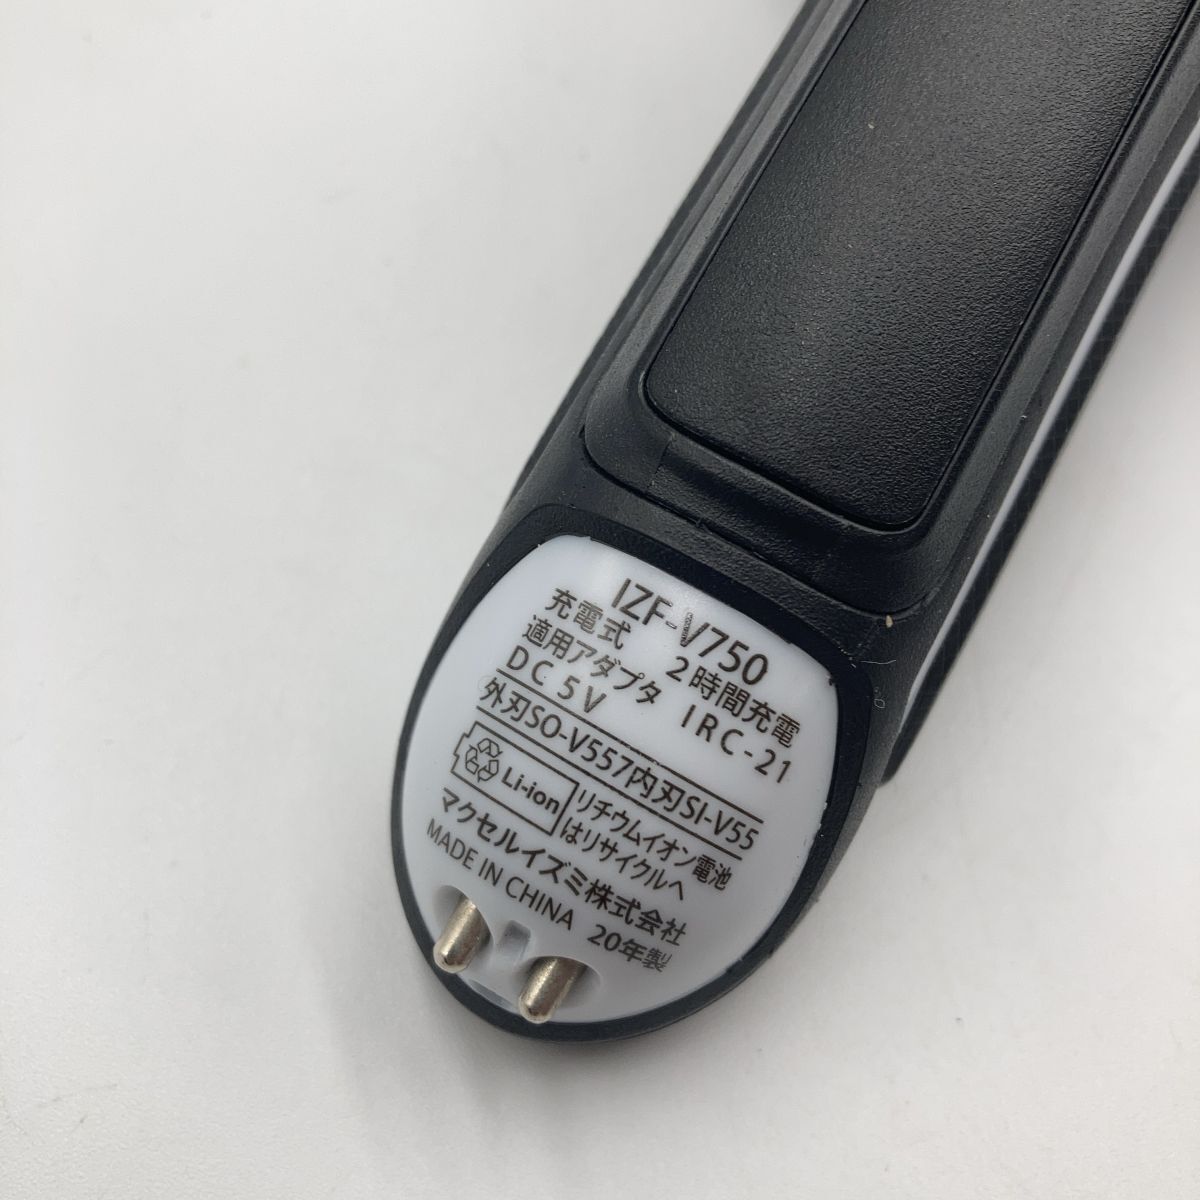 IZF-V750
充電式 2時間充電
適用アダプタ IRC-21
DC 5V
外刃SO-V557内刃SI-V55
Li-ion
リチウムイオン電池
はリサイクルへ
マクセルイズミ株式会社
MADE IN CHINA 20年製